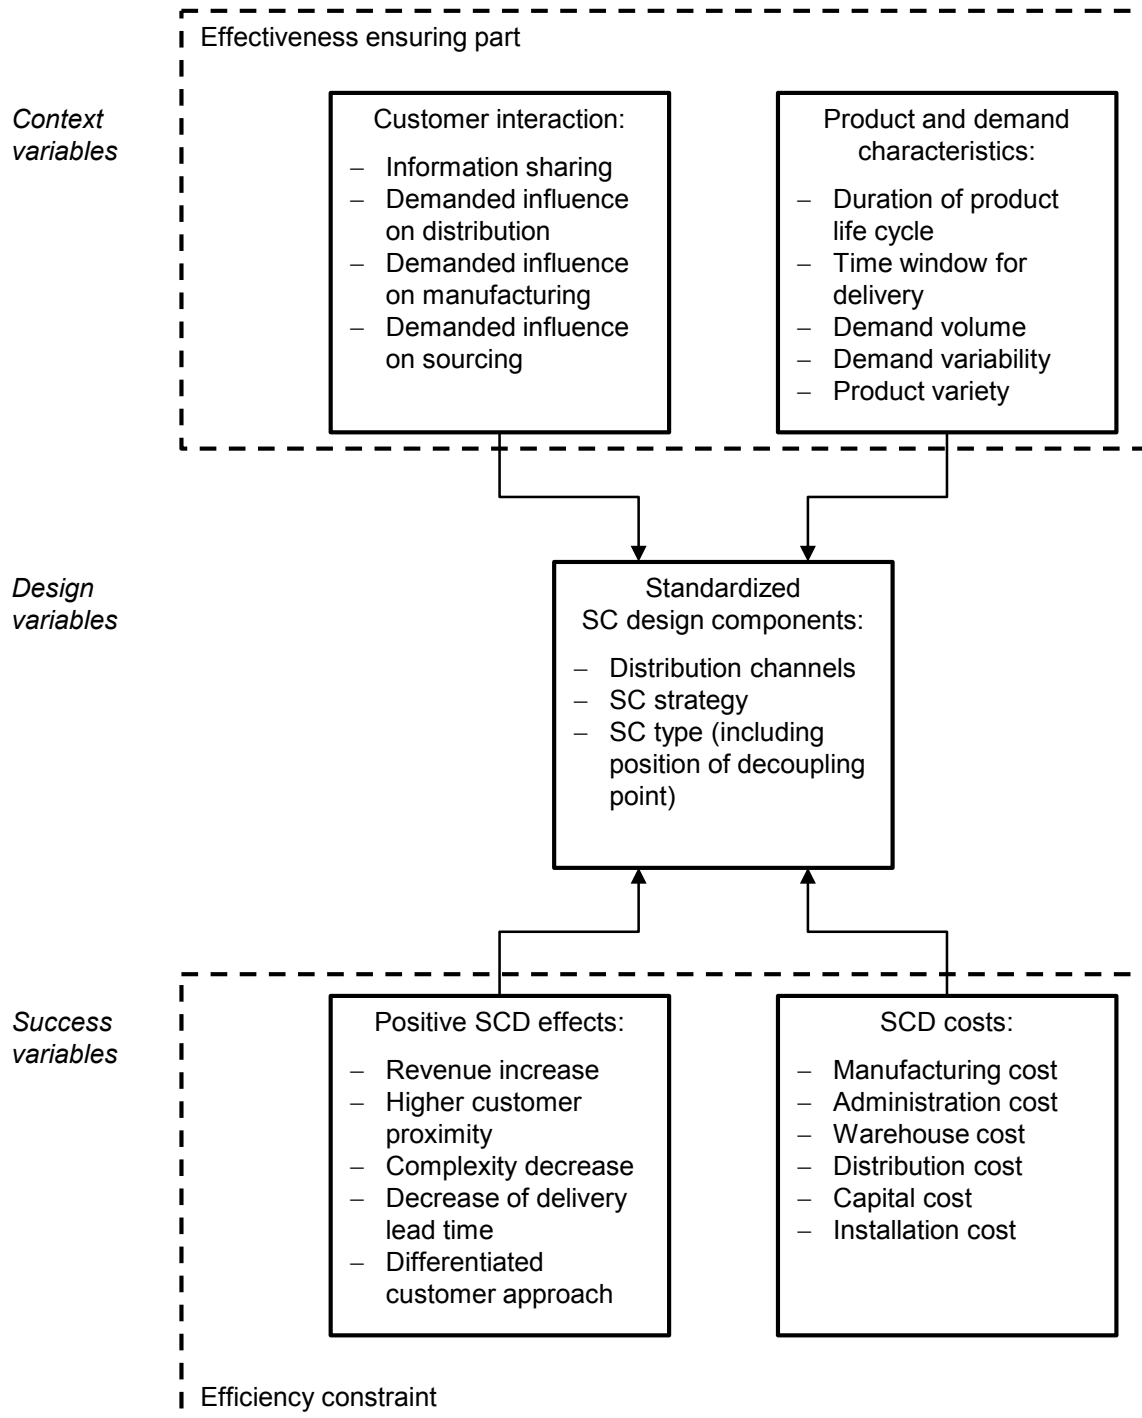 Effectiveness ensuring part
Context
variables
Customer interaction:
– Information sharing
– Demanded influence
on distribution
– Demanded influence
on manufacturing
– Demanded influence
on sourcing
Product and demand
characteristics:
– Duration of product
life cycle
– Time window for
delivery
– Demand volume
– Demand variability
– Product variety
Design
variables
Standardized
SC design components:
– Distribution channels
– SC strategy
– SC type (including
position of decoupling
point)
Success
variables
Positive SCD effects:
– Revenue increase
– Higher customer
proximity
– Complexity decrease
– Decrease of delivery
lead time
– Differentiated
customer approach
SCD costs:
– Manufacturing cost
– Administration cost
– Warehouse cost
– Distribution cost
– Capital cost
– Installation cost
Efficiency constraint